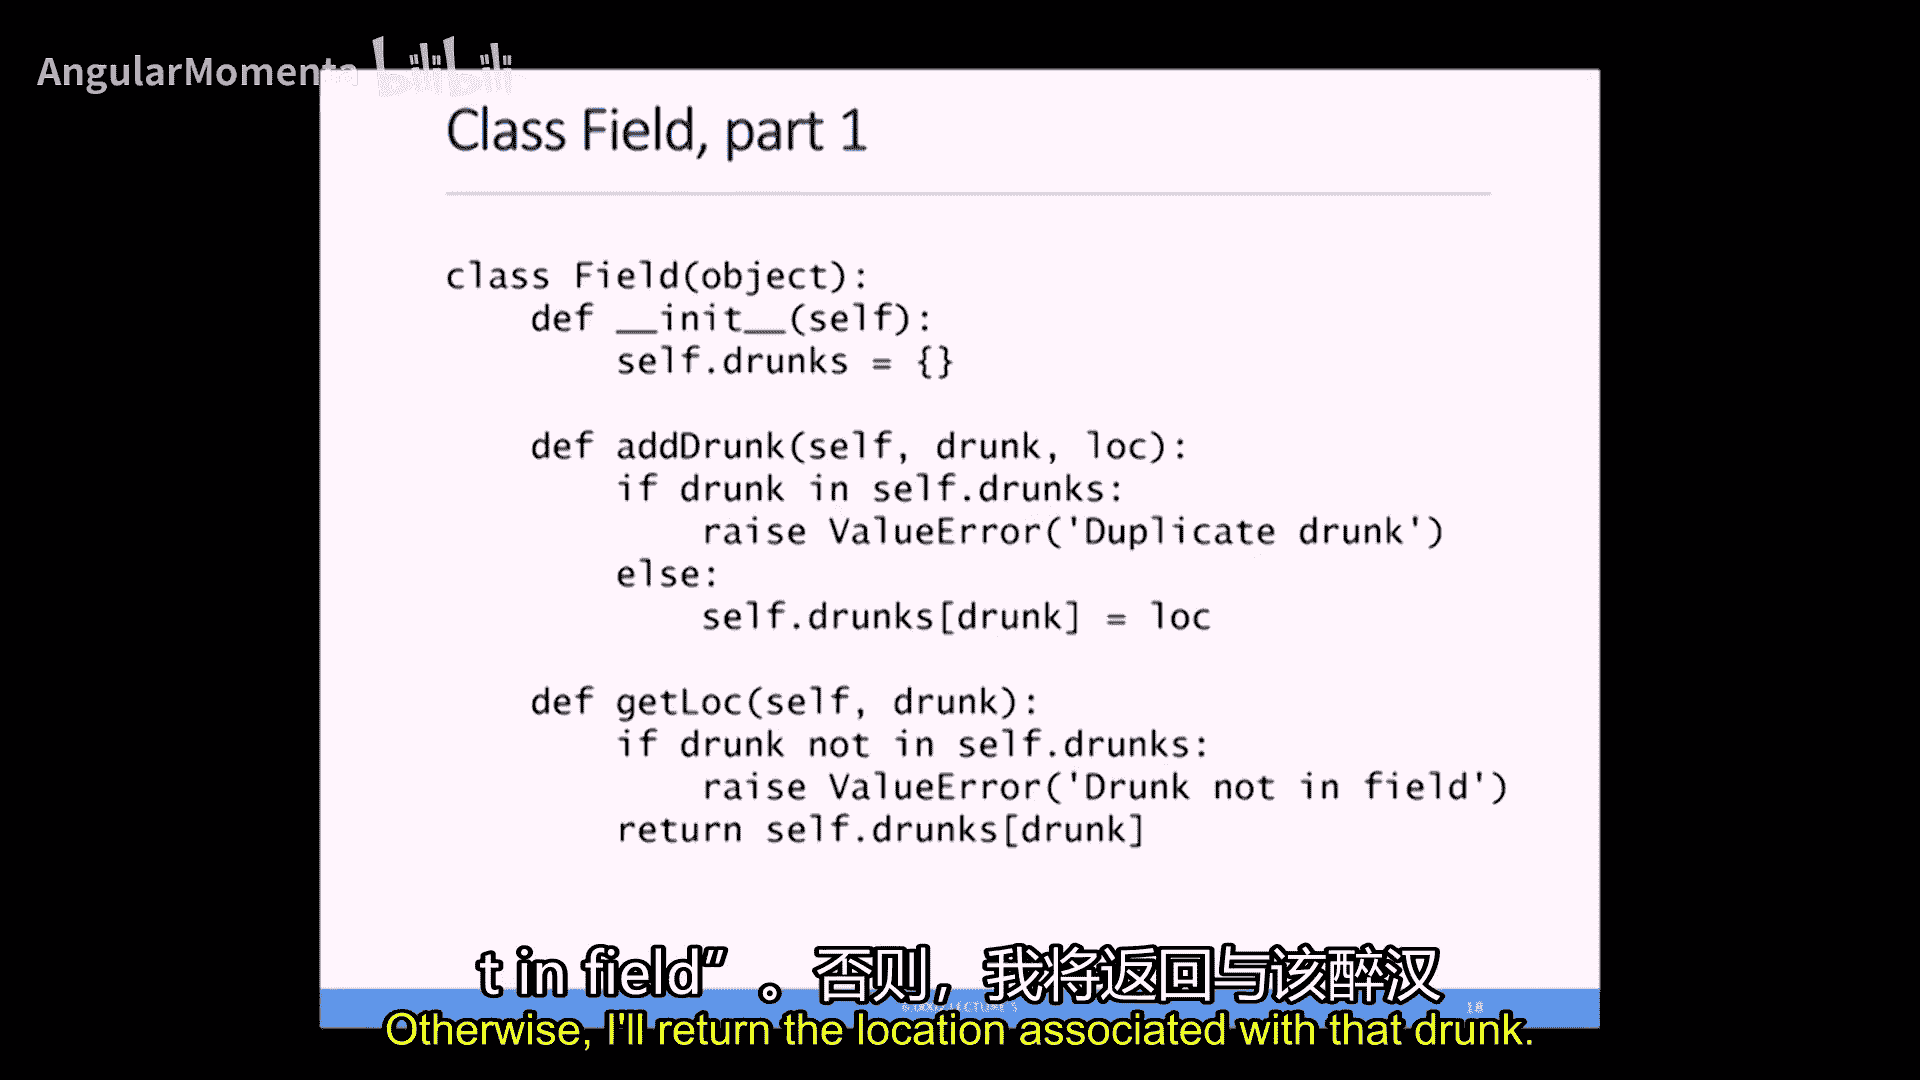 AngularMomenta bilibili
Class Field, part 1
class Field(object):
    def __init__(self):
        self.drunks = {}
    def addDrunk(self, drunk, loc):
        if drunk in self.drunks:
            raise ValueError('Duplicate drunk')
        else:
            self.drunks[drunk] = loc
    def getLoc(self, drunk):
        if drunk not in self.drunks:
            raise ValueError('Drunk not in field')
        return self.drunks[drunk]
t in field”。否则，我将返回与该醉汉
18
Otherwise, I'll return the location associated with that drunk.